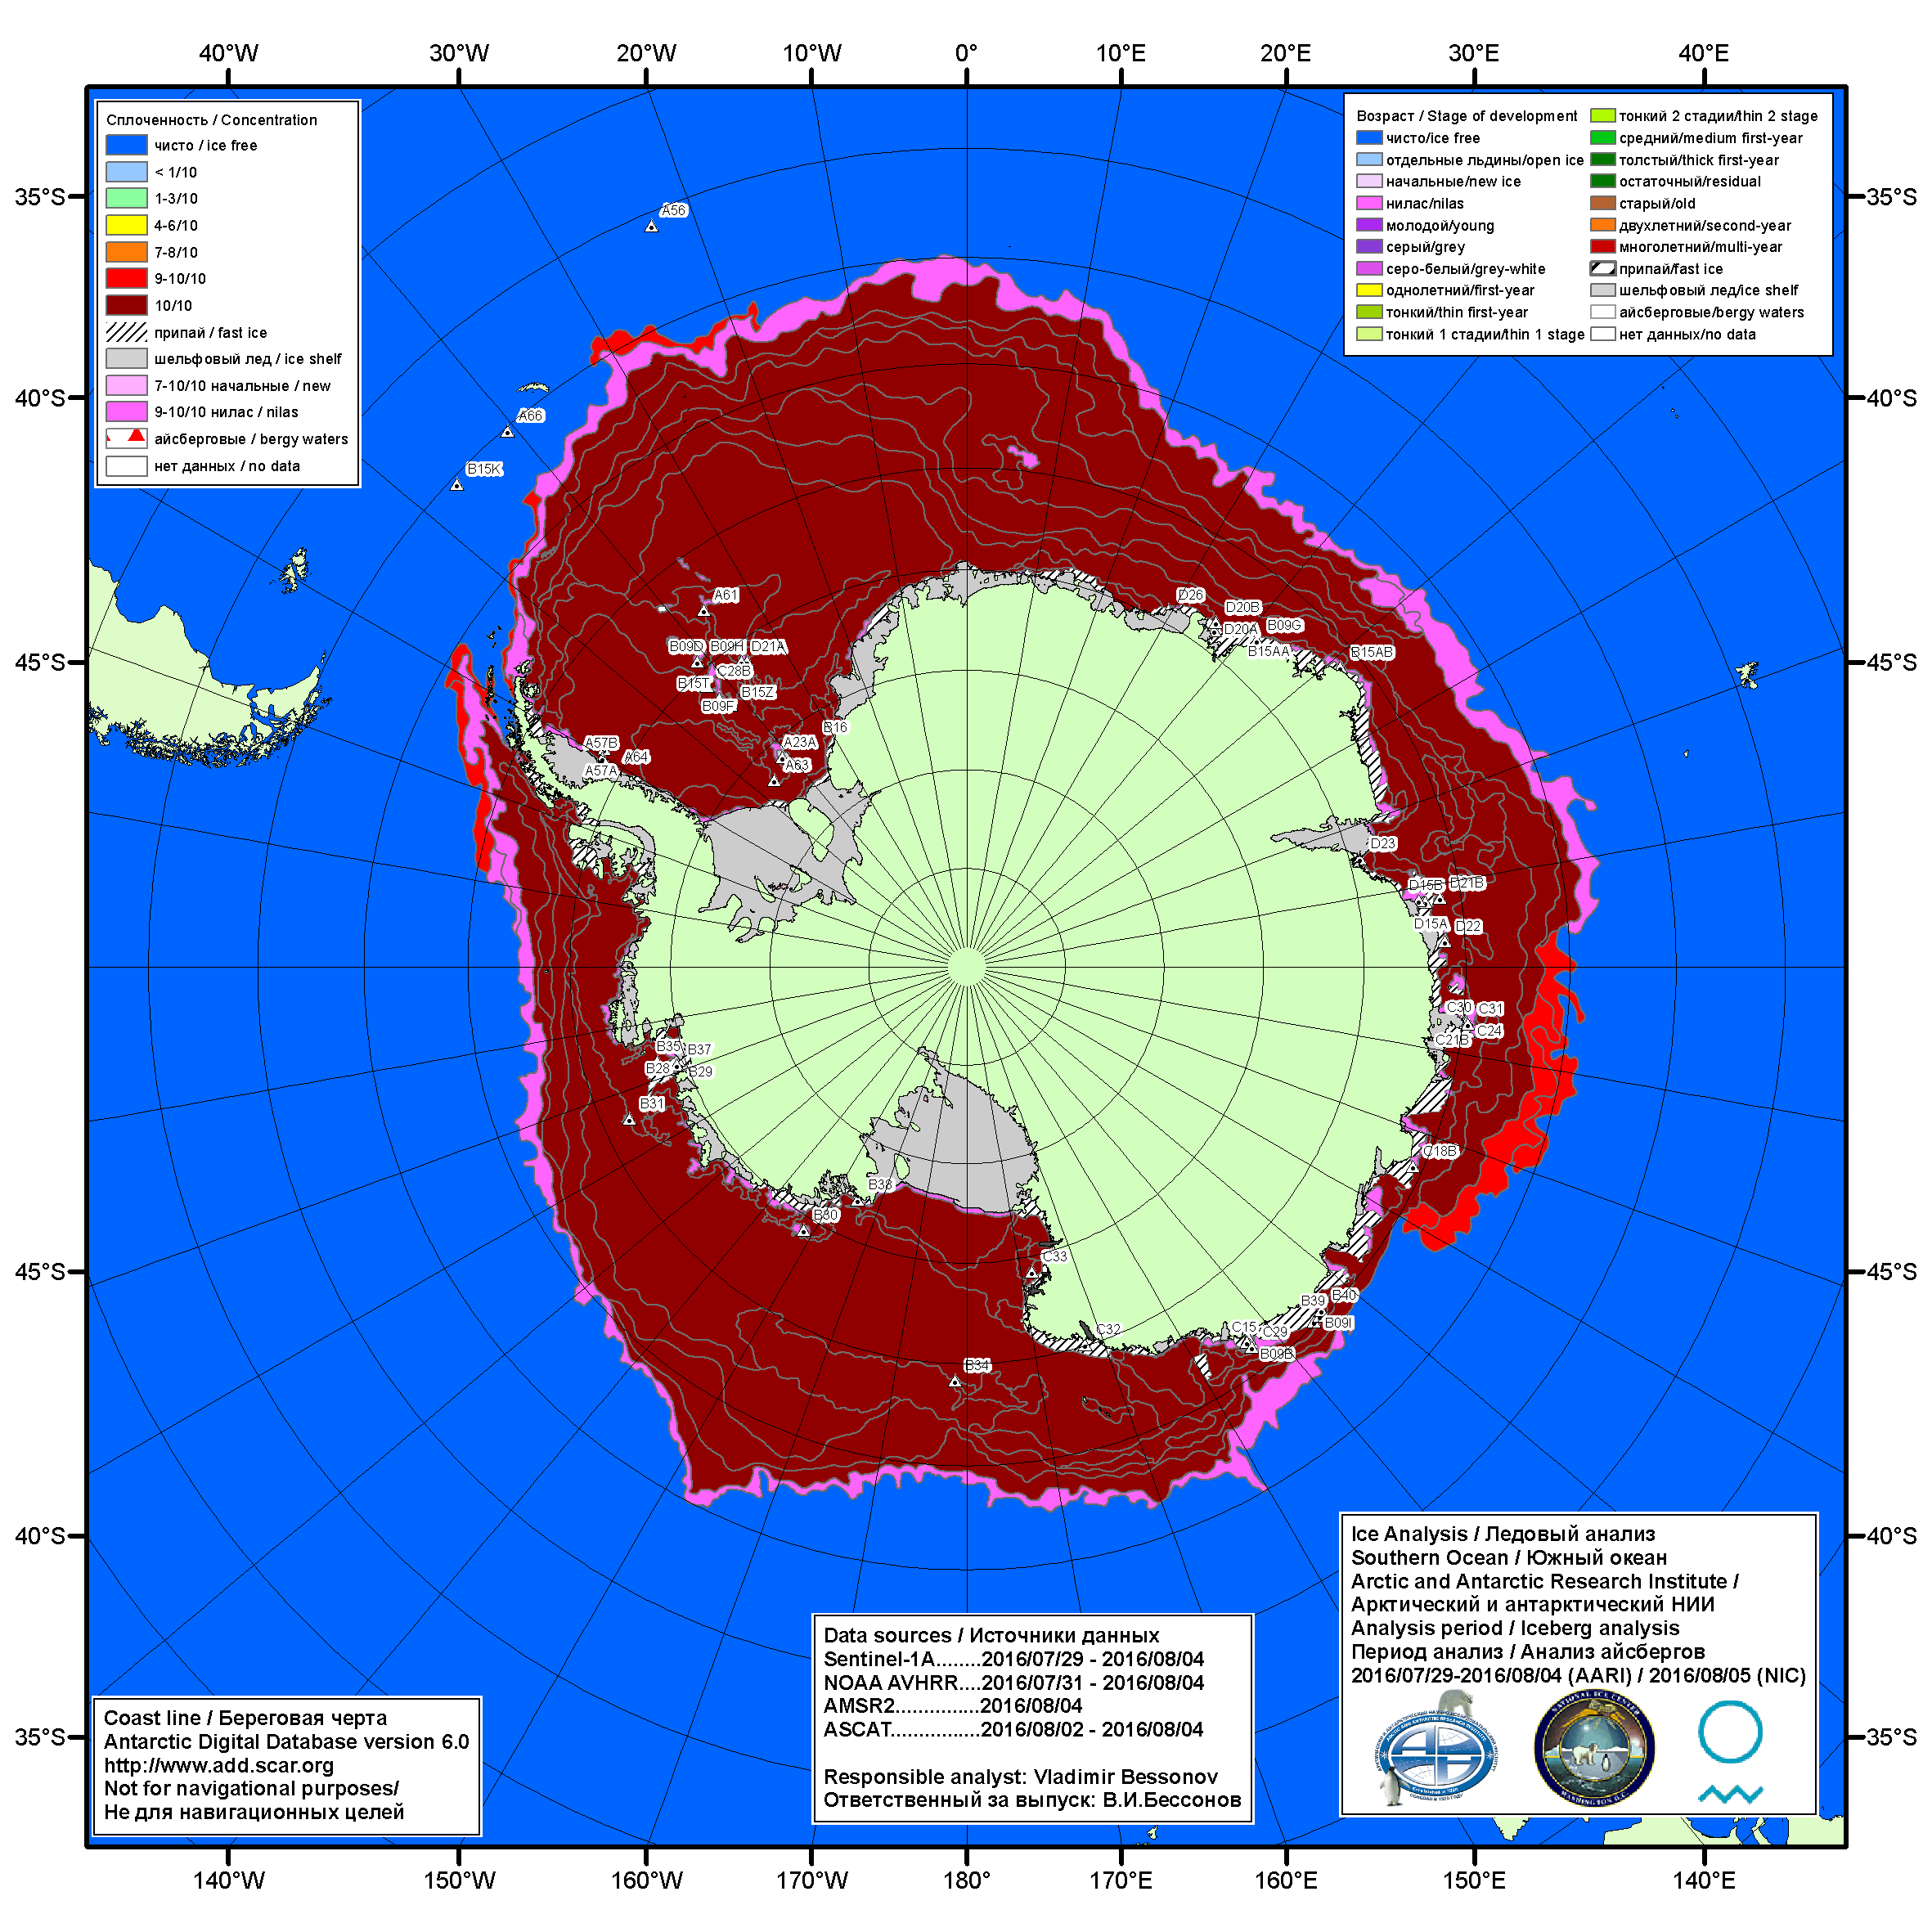 40°W
30°W
20°W
10°W
0°
10°E
20°E
30°E
40°E
Сплоченность / Concentration
чисто / ice free
< 1/10
1-3/10
4-6/10
7-8/10
9-10/10
10/10
припай / fast ice
шельфовый лед / ice shelf
7-10/10 начальные / new
9-10/10 нилас / nilas
айсберговые / bergy waters
нет данных / no data
Возраст / Stage of development
чисто/ice free
отдельные льдины/open ice
начальные/new ice
нилас/nilas
молодой/young
серый/grey
серо-белый/grey-white
однолетний/first-year
тонкий/thin first-year
тонкий 1 стадии/thin 1 stage
тонкий 2 стадии/thin 2 stage
средний/medium first-year
толстый/thick first-year
остаточный/residual
старый/old
двухлетний/second-year
многолетний/multi-year
припай/fast ice
шельфовый лед/ice shelf
айсберговые/bergy waters
нет данных/no data
35°S
35°S
40°S
40°S
45°S
45°S
A56
A66
B15K
A61
D26
D20B
D20A
B09G
B15AA
B15AB
B09D
B09H
D21A
C28B
B15T
B15Z
B09F
B16
A57B
A23A
A57A
A64
A63
D23
D15B
D21B
D15A
D22
C30
C31
C24
C21B
B35
B37
B28
B29
B31
C18B
B38
B30
C33
B39
B40
C15
C29
B09I
C32
B09B
B34
45°S
45°S
40°S
40°S
35°S
35°S
Ice Analysis / Ледовый анализ
Southern Ocean / Южный океан
Arctic and Antarctic Research Institute /
Арктический и антарктический НИИ
Analysis period / Iceberg analysis
Период анализ / Анализ айсбергов
2016/07/29-2016/08/04 (AARI) / 2016/08/05 (NIC)
NATIONAL ICE CENTER
WASHINGTON D.C.
Data sources / Источники данных
Sentinel-1A........2016/07/29 - 2016/08/04
NOAA AVHRR....2016/07/31 - 2016/08/04
AMSR2...............2016/08/04
ASCAT................2016/08/02 - 2016/08/04
Responsible analyst: Vladimir Bessonov
Ответственный за выпуск: В.И.Бессонов
Coast line / Береговая черта
Antarctic Digital Database version 6.0
http://www.add.scar.org
Not for navigational purposes/
Не для навигационных целей
140°W
150°W
160°W
170°W
180°
170°E
160°E
150°E
140°E